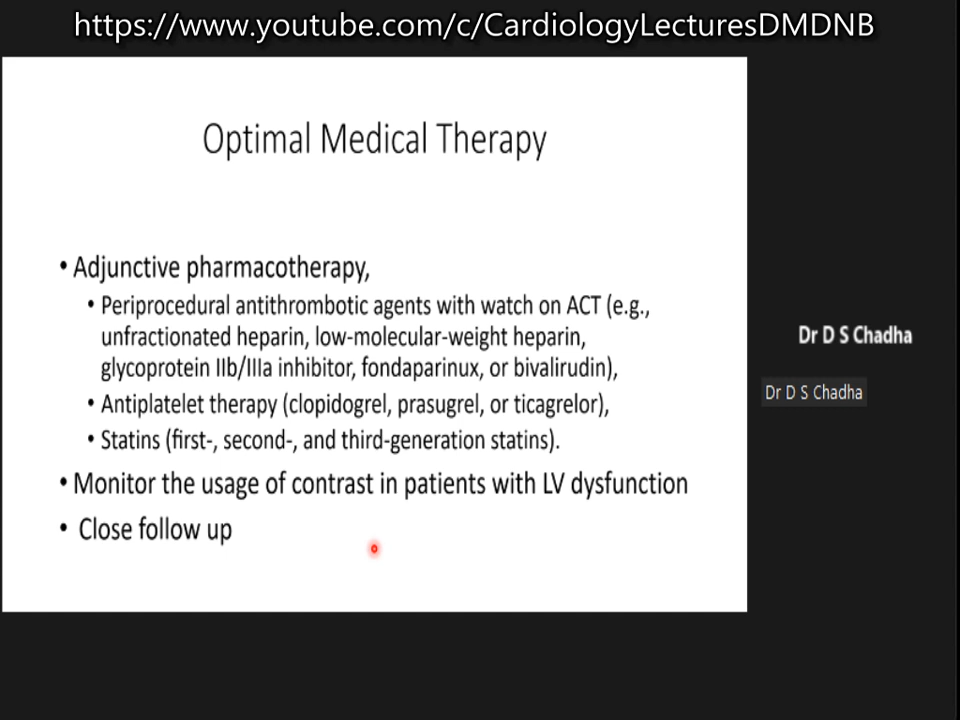 https://www.youtube.com/c/CardiologyLecturesDMDNB
Optimal Medical Therapy
• Adjunctive pharmacotherapy,
• Periprocedural antithrombotic agents with watch on ACT (e.g.,
unfractionated heparin, low-molecular-weight heparin,
glycoprotein IIb/IIIa inhibitor, fondaparinux, or bivalirudin),
• Antiplatelet therapy (clopidogrel, prasugrel, or ticagrelor),
• Statins (first-, second-, and third-generation statins).
• Monitor the usage of contrast in patients with LV dysfunction
• Close follow up
Dr D S Chadha
Dr D S Chadha